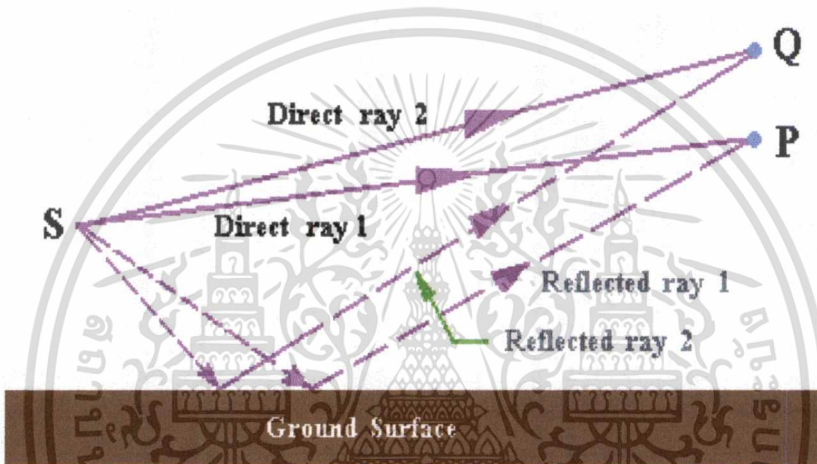 Q
Direct ray 2
P
S
Direct ray 1
Reflected ray 1
Reflected ray 2
Ground Surface